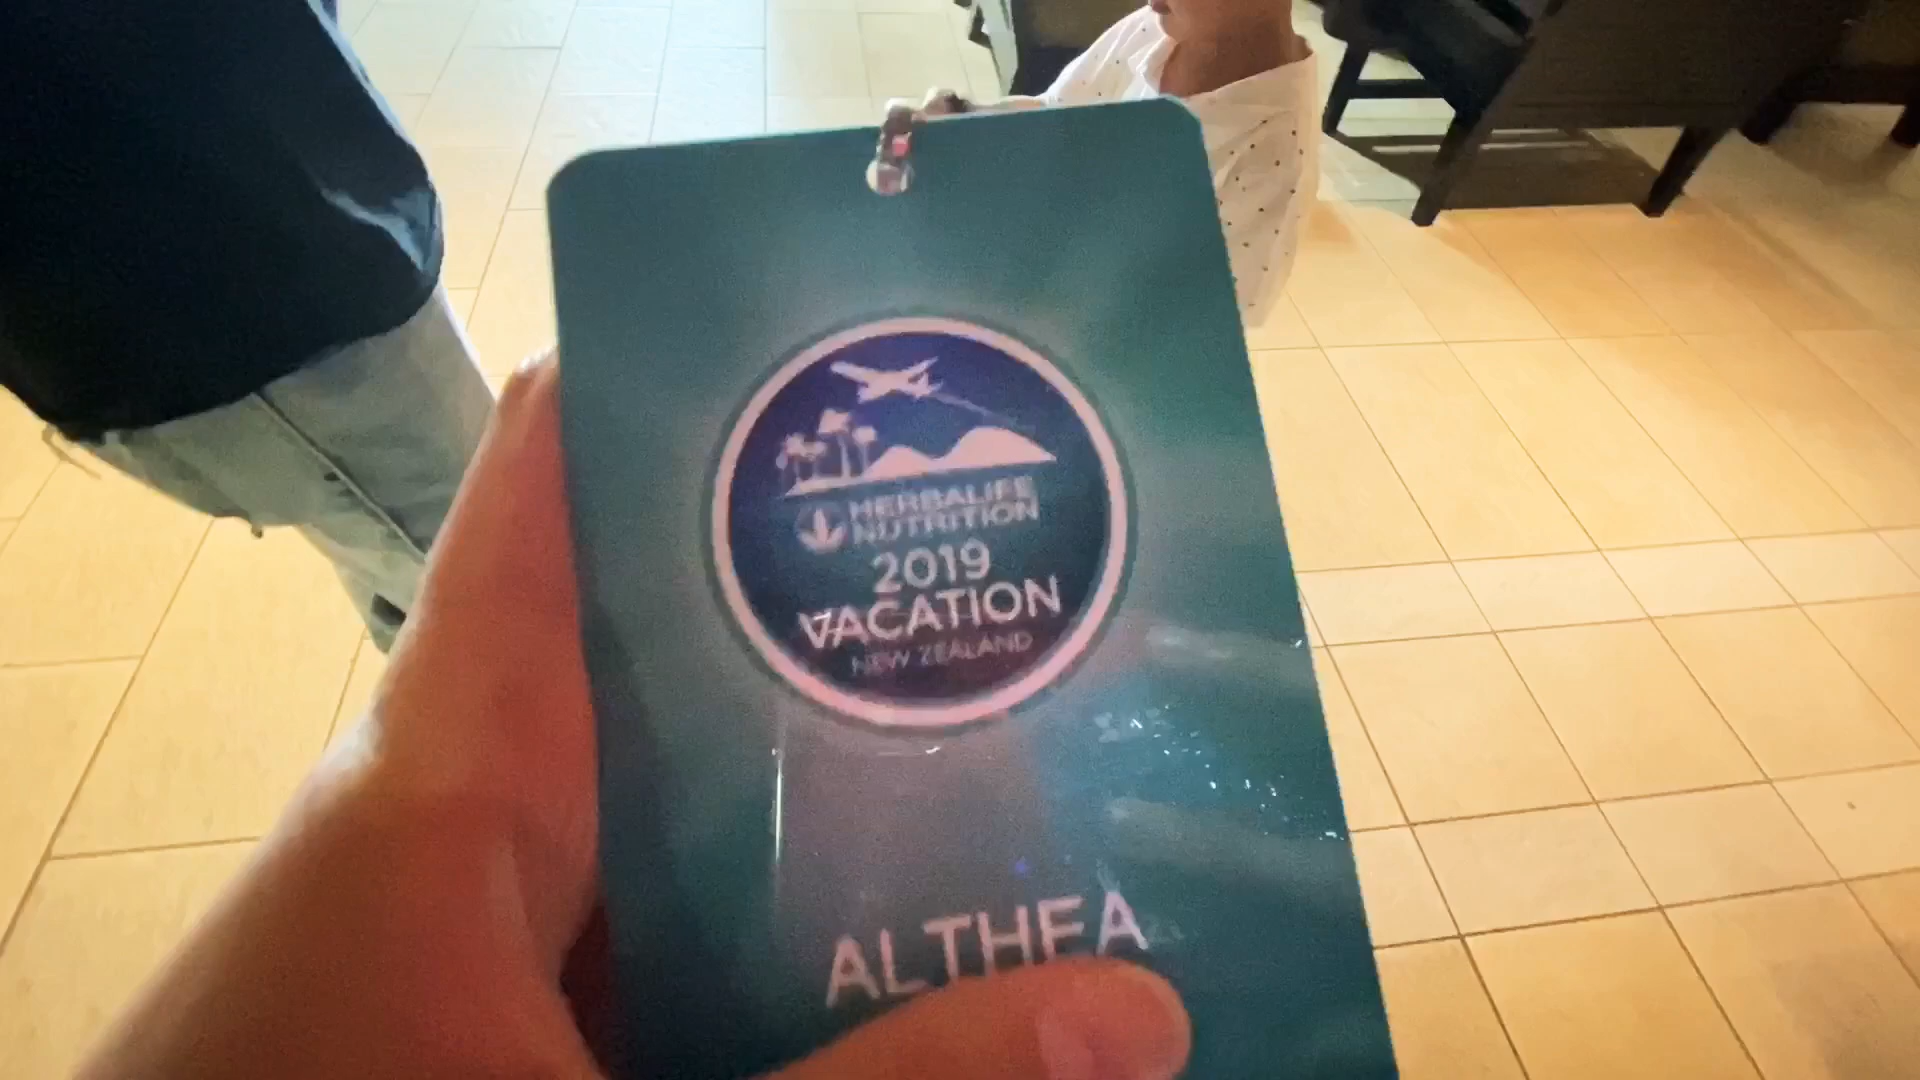 HERBALIFE
NUTRITION
2019
VACATION
NEW ZEALAND
ALTHEA